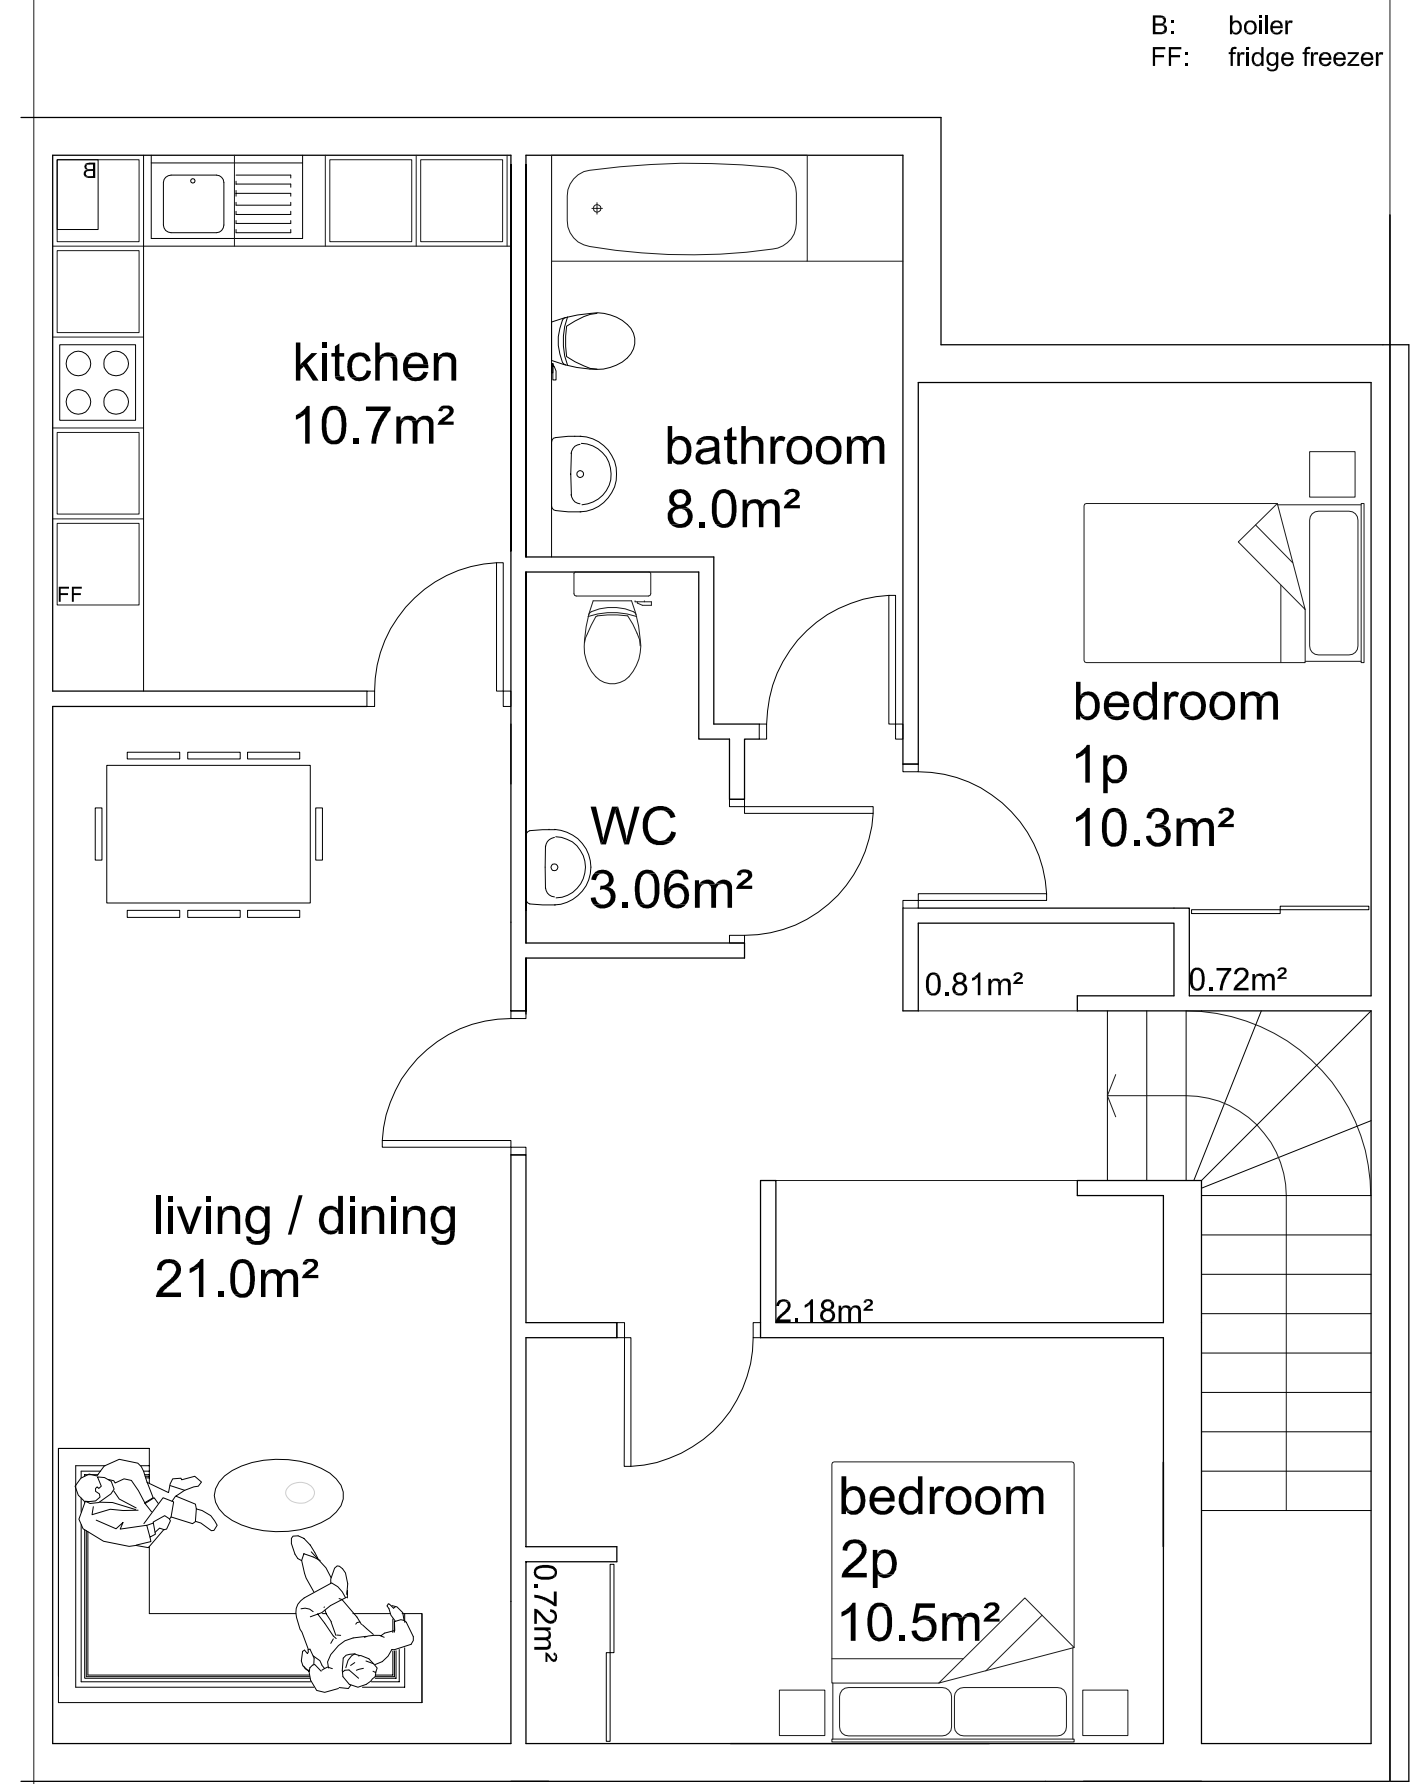 B: boiler
FF: fridge freezer
B
kitchen
10.7m²
bathroom
8.0m²
FF
bedroom
1p
10.3m²
WC
3.06m²
0.81m²
0.72m²
living / dining
21.0m²
2.18m²
bedroom
2p
10.5m²
0.72m²